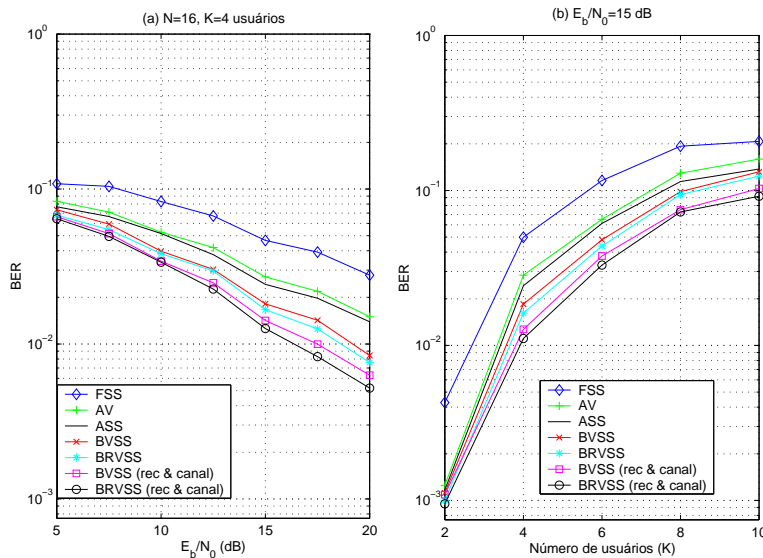 (a) N=16, K=4 usuários
10^0
10^-1
10^-2
10^-3
BER
5
10
15
20
E_b/N_0 (dB)
FSS
AV
ASS
BVSS
BRVSS
BVSS (rec & canal)
BRVSS (rec & canal)
(b) E_b/N_0=15 dB
10^0
10^-1
10^-2
10^-3
BER
2
4
6
8
10
Número de usuários (K)
FSS
AV
ASS
BVSS
BRVSS
BVSS (rec & canal)
BRVSS (rec & canal)